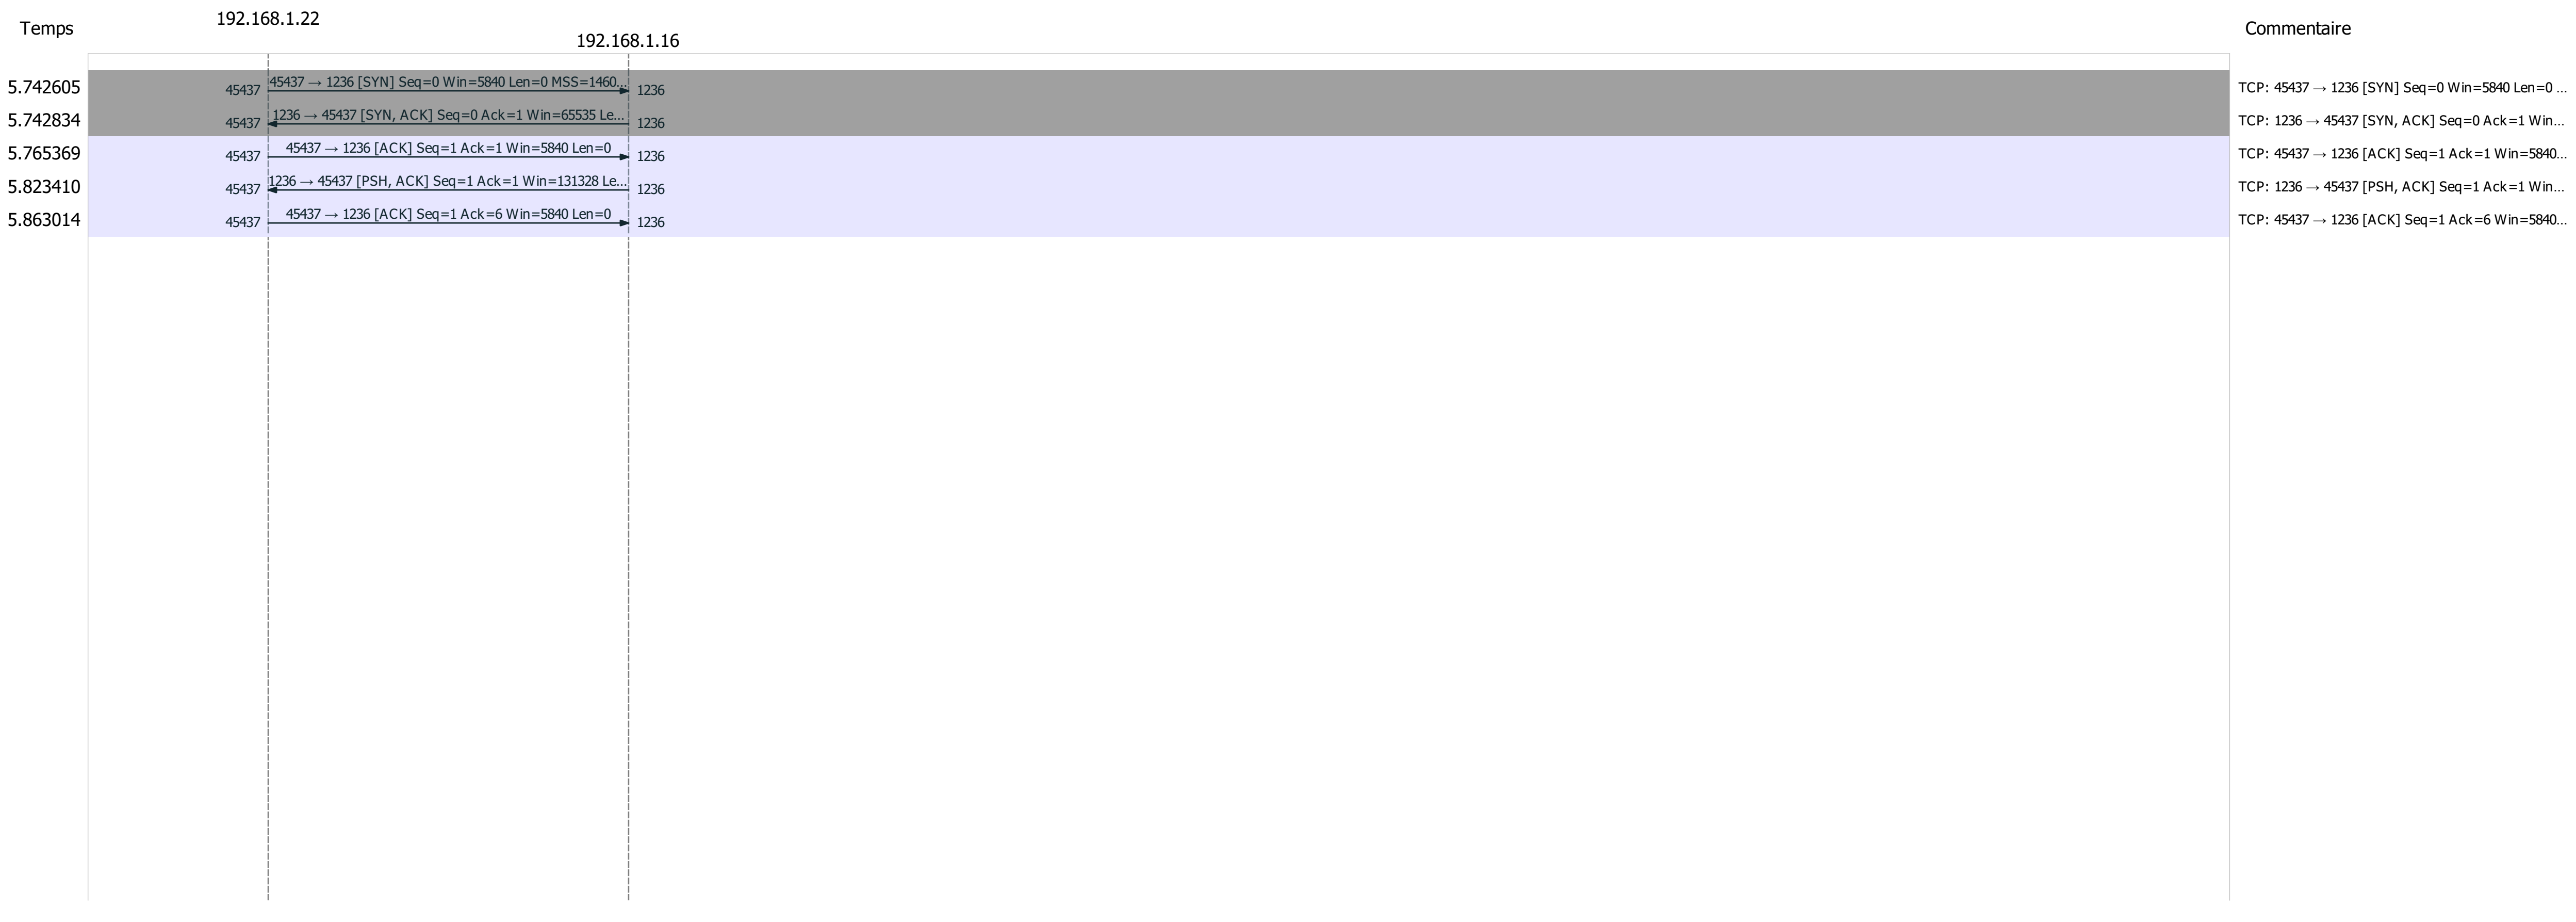 192.168.1.22
Temps
Commentaire
192.168.1.16
5.742605
45437 → 1236 [SYN] Seq=0 Win=5840 Len=0 MSS=1460...
45437
1236
TCP: 45437 → 1236 [SYN] Seq=0 Win=5840 Len=0 ...
5.742834
1236 → 45437 [SYN, ACK] Seq=0 Ack=1 Win=65535 Le...
45437
1236
TCP: 1236 → 45437 [SYN, ACK] Seq=0 Ack=1 Win...
5.765369
45437 → 1236 [ACK] Seq=1 Ack=1 Win=5840 Len=0
45437
1236
TCP: 45437 → 1236 [ACK] Seq=1 Ack=1 Win=5840...
5.823410
1236 → 45437 [PSH, ACK] Seq=1 Ack=1 Win=131328 Le...
45437
1236
TCP: 1236 → 45437 [PSH, ACK] Seq=1 Ack=1 Win...
5.863014
45437 → 1236 [ACK] Seq=1 Ack=6 Win=5840 Len=0
45437
1236
TCP: 45437 → 1236 [ACK] Seq=1 Ack=6 Win=5840...